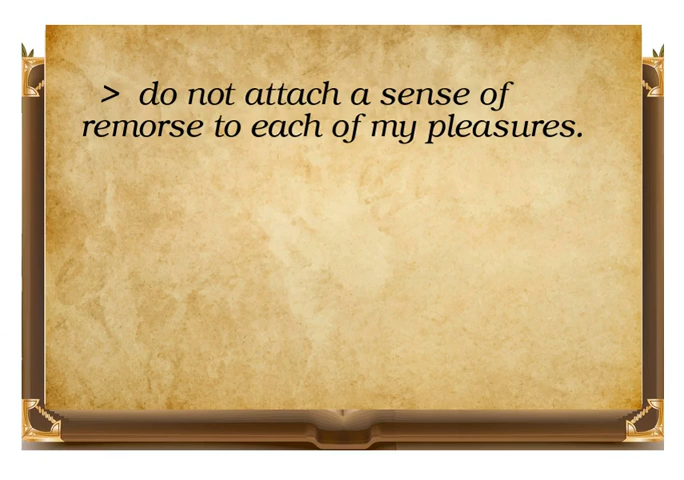 > do not attach a sense of
remorse to each of my pleasures.